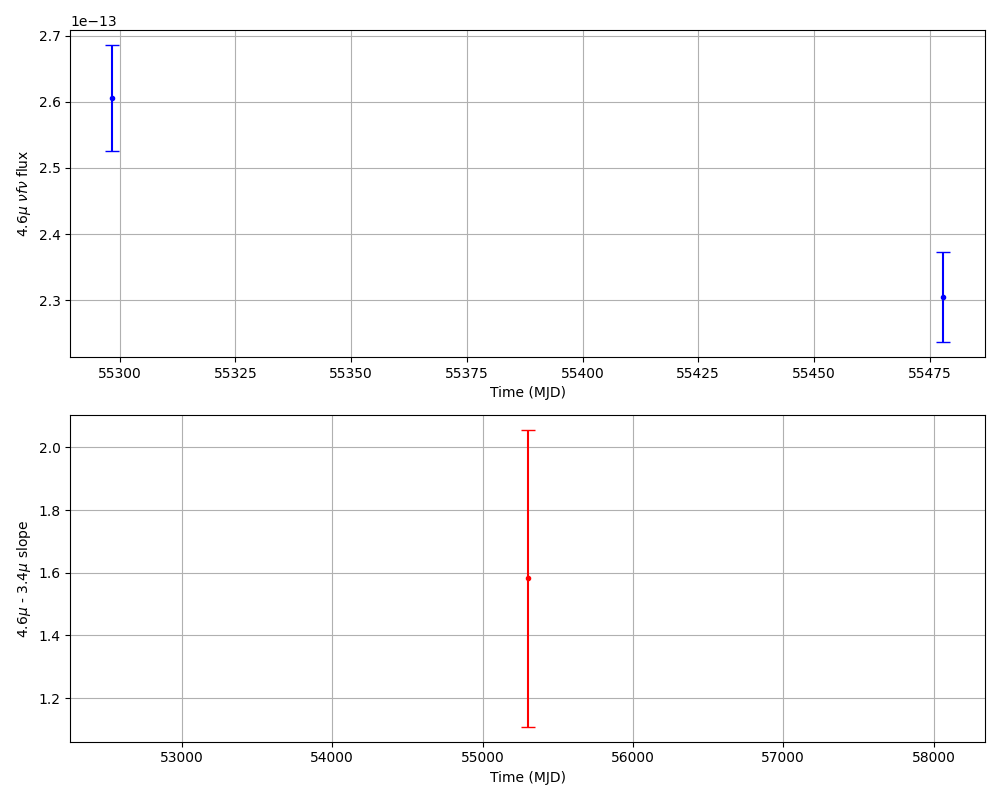 1e−13
2.7
2.6
2.5
2.4
2.3
4.6μ νfν flux
55300 55325 55350 55375 55400 55425 55450 55475
Time (MJD)
2.0
1.8
1.6
1.4
1.2
4.6μ - 3.4μ slope
53000 54000 55000 56000 57000 58000
Time (MJD)